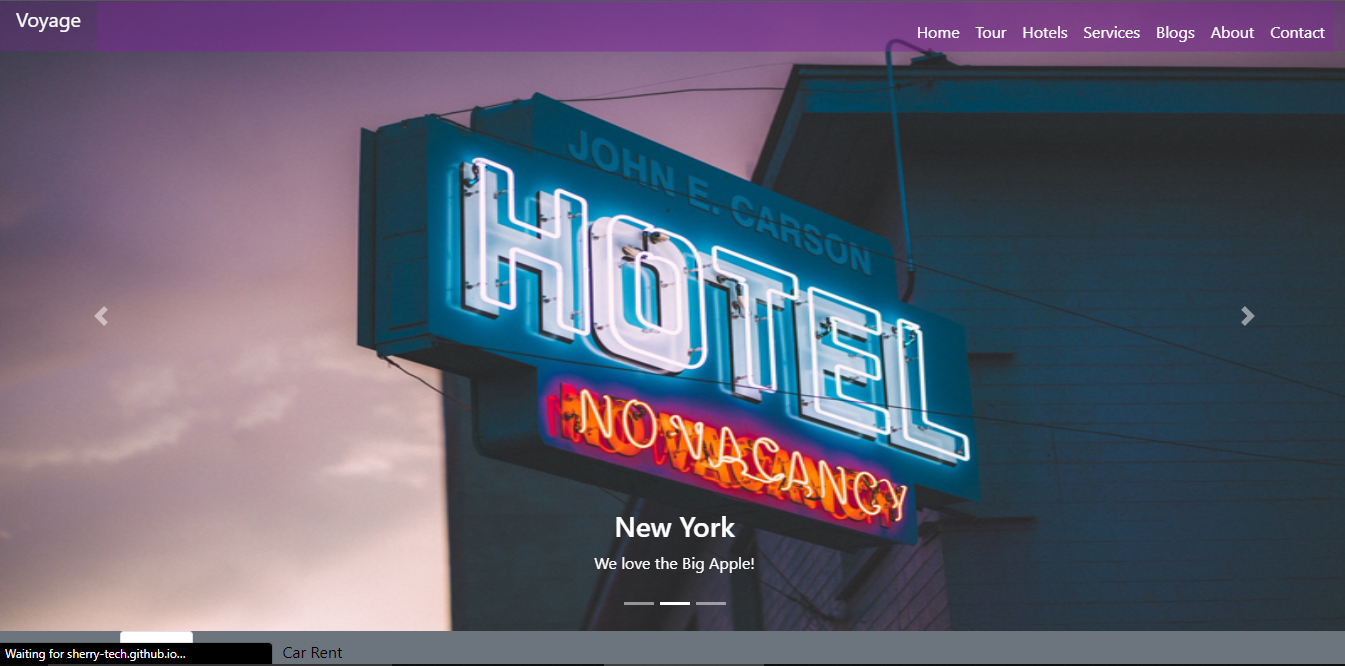 Voyage
Home Tour Hotels Services Blogs About Contact
JOHN E. CARSON
HOTEL
NO VACANCY
New York
We love the Big Apple!
Car Rent
Waiting for sherry-tech.github.io...